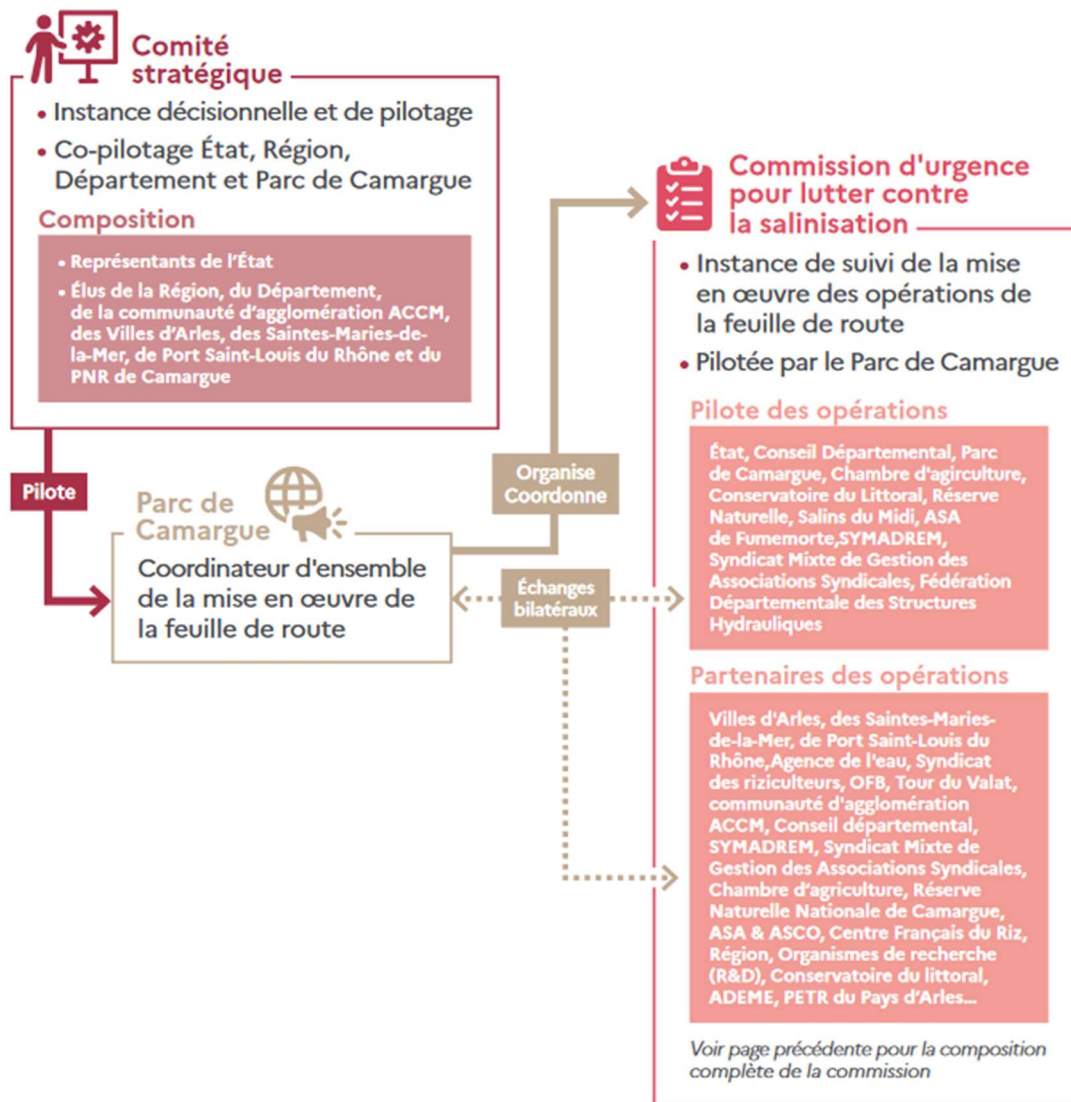 Comité
stratégique
• Instance décisionnelle et de pilotage
• Co-pilotage État, Région,
Département et Parc de Camargue
Composition
• Représentants de l'État
• Élus de la Région, du Département,
de la communauté d'agglomération ACCM,
des Villes d'Arles, des Saintes-Maries-de-
la-Mer, de Port Saint-Louis du Rhône et du
PNR de Camargue
Pilote
Parc de
Camargue
Coordinateur d'ensemble
de la mise en œuvre de
la feuille de route
Organise
Coordonne
Échanges
bilatéraux
Commission d'urgence
pour lutter contre
la salinisation
• Instance de suivi de la mise
en œuvre des opérations de
la feuille de route
• Pilotée par le Parc de Camargue
Pilote des opérations
État, Conseil Départemental, Parc
de Camargue, Chambre d'agirculture,
Conservatoire du Littoral, Réserve
Naturelle, Salins du Midi, ASA
de Fumemorte,SYMADREM,
Syndicat Mixte de Gestion des
Associations Syndicales, Fédération
Départementale des Structures
Hydrauliques
Partenaires des opérations
Villes d'Arles, des Saintes-Maries-
de-la-Mer, de Port Saint-Louis du
Rhône,Agence de l'eau, Syndicat
des riziculteurs, OFB, Tour du Valat,
communauté d'agglomération
ACCM, Conseil départemental,
SYMADREM, Syndicat Mixte de
Gestion des Associations Syndicales,
Chambre d'agriculture, Réserve
Naturelle Nationale de Camargue,
ASA & ASCO, Centre Français du Riz,
Région, Organismes de recherche
(R&D), Conservatoire du littoral,
ADEME, PETR du Pays d'Arles...
Voir page précédente pour la composition
complète de la commission